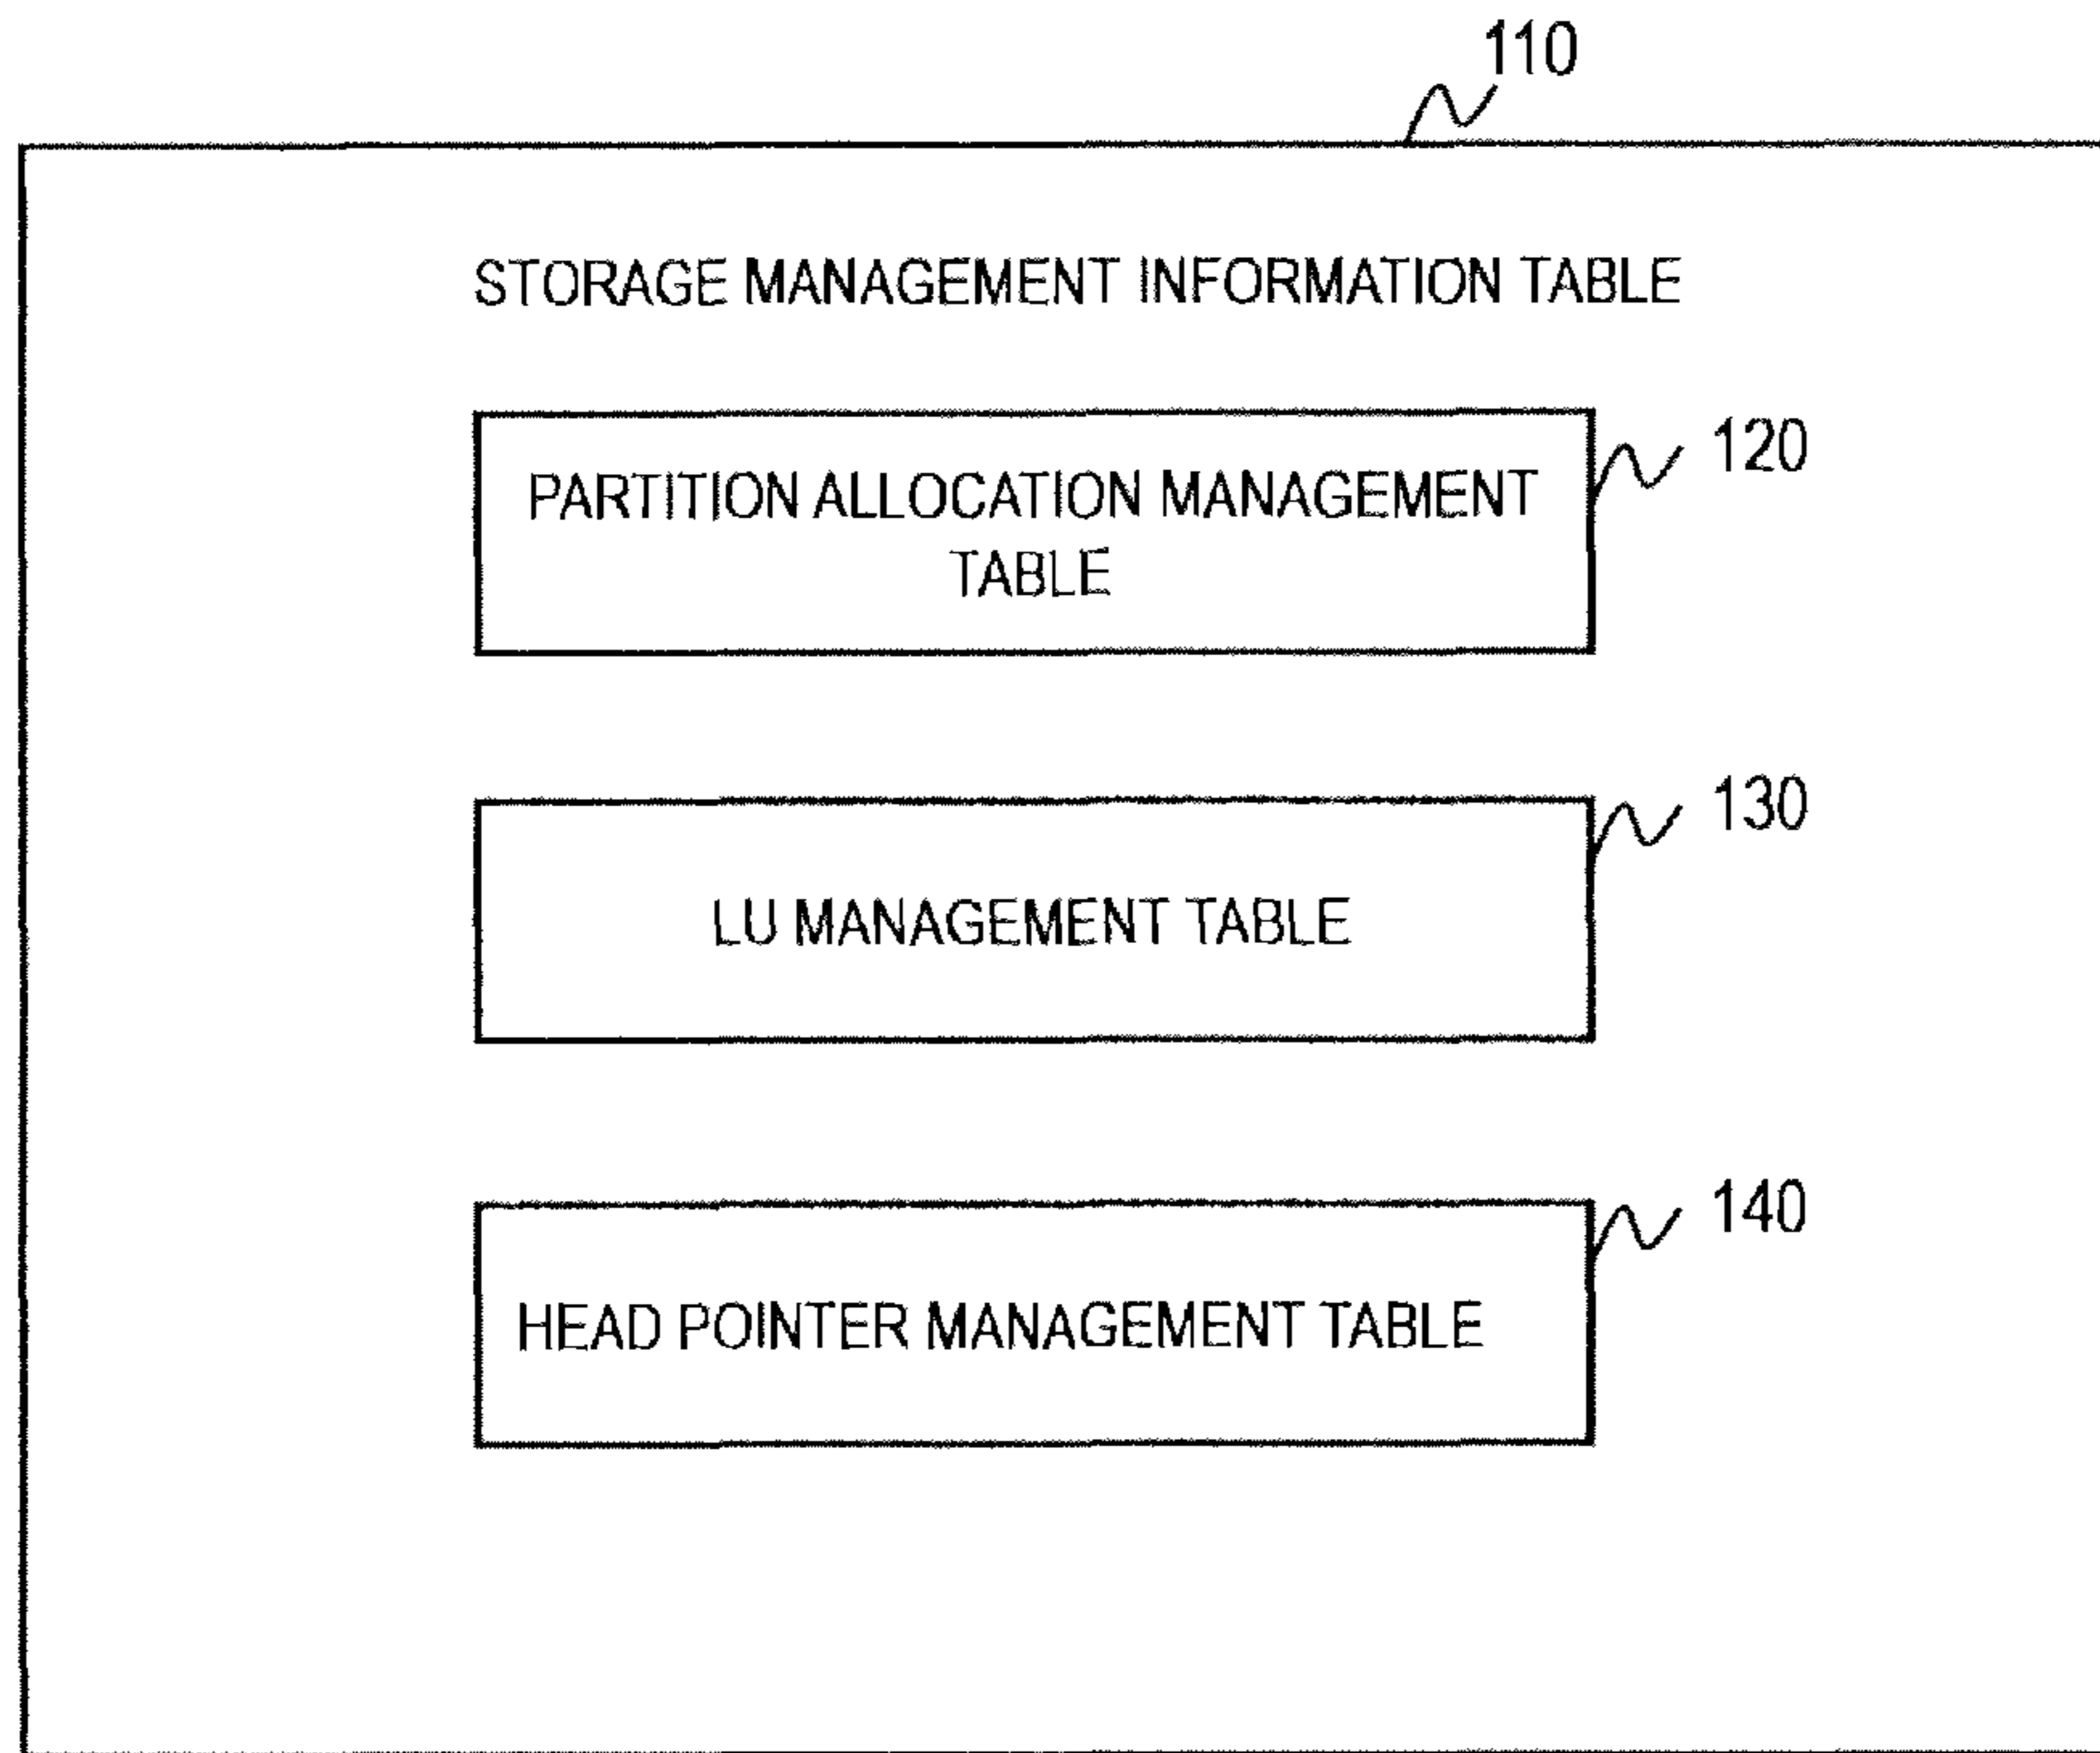 110
STORAGE MANAGEMENT INFORMATION TABLE
PARTITION ALLOCATION MANAGEMENT
TABLE
120
LU MANAGEMENT TABLE
130
HEAD POINTER MANAGEMENT TABLE
140